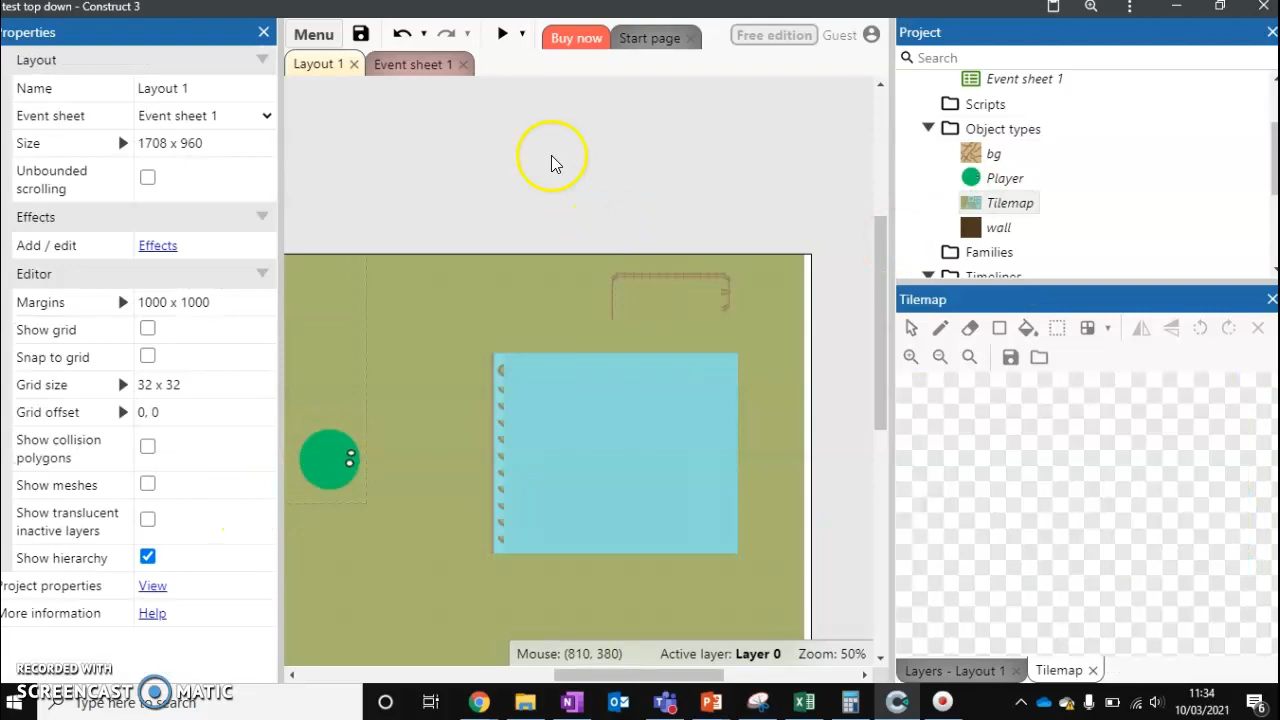 test top down - Construct 3
Properties
Layout
Name
Layout 1
Event sheet
Event sheet 1
Size
1708 x 960
Unbounded
scrolling
Effects
Add / edit
Effects
Editor
Margins
1000 x 1000
Show grid
Snap to grid
Grid size
32 x 32
Grid offset
0, 0
Show collision
polygons
Show meshes
Show translucent
inactive layers
Show hierarchy
Project properties
View
More information
Help
Menu
Buy now
Start page
Free edition
Guest
Layout 1
Event sheet 1
Mouse: (810, 380)
Active layer: Layer 0
Zoom: 50%
Project
Search
Event sheet 1
Scripts
Object types
bg
Player
Tilemap
wall
Families
Timelines
Tilemap
Layers - Layout 1
Tilemap
RECORDED WITH
SCREENCAST MATIC
Type here to search
11:34
10/03/2021
6